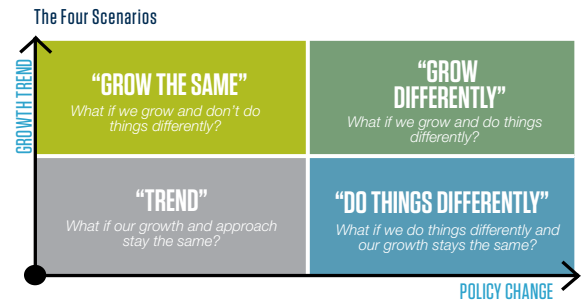 The Four Scenarios
GROWTH TREND
“GROW THE SAME”
What if we grow and don't do
things differently?
“GROW
DIFFERENTLY”
What if we grow and do things
differently?
“TREND”
What if our growth and approach
stay the same?
“DO THINGS DIFFERENTLY”
What if we do things differently and
our growth stays the same?
POLICY CHANGE